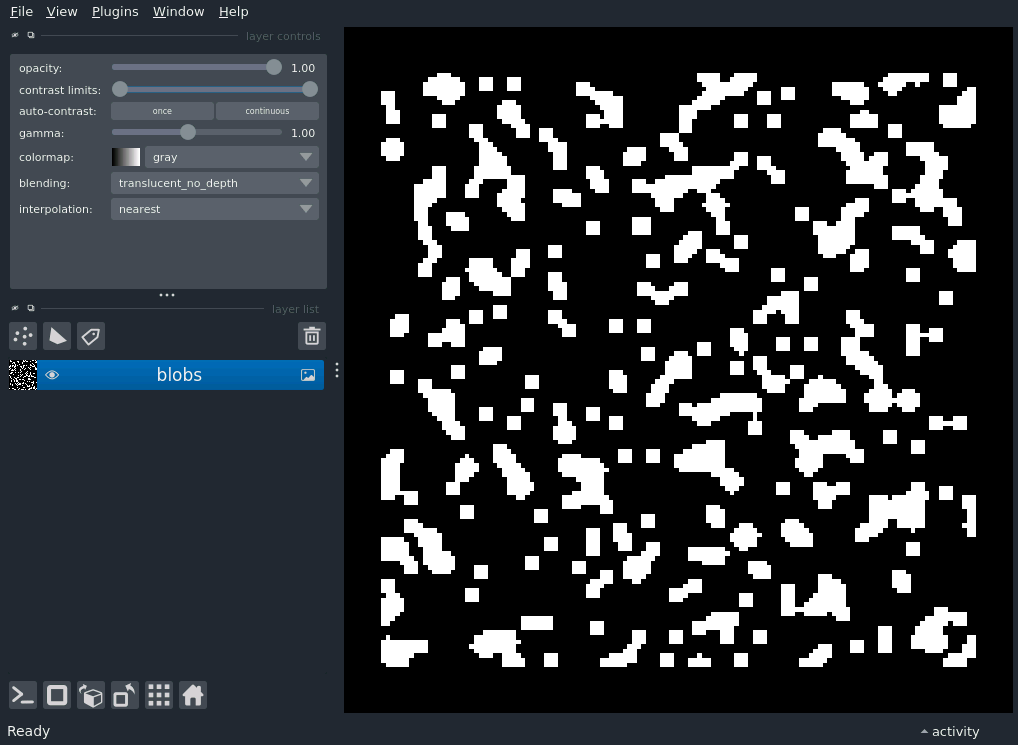 File View Plugins Window Help
layer controls
opacity: 1.00
contrast limits:
auto-contrast: once continuous
gamma: 1.00
colormap: gray
blending: translucent_no_depth
interpolation: nearest
layer list
blobs
Ready activity